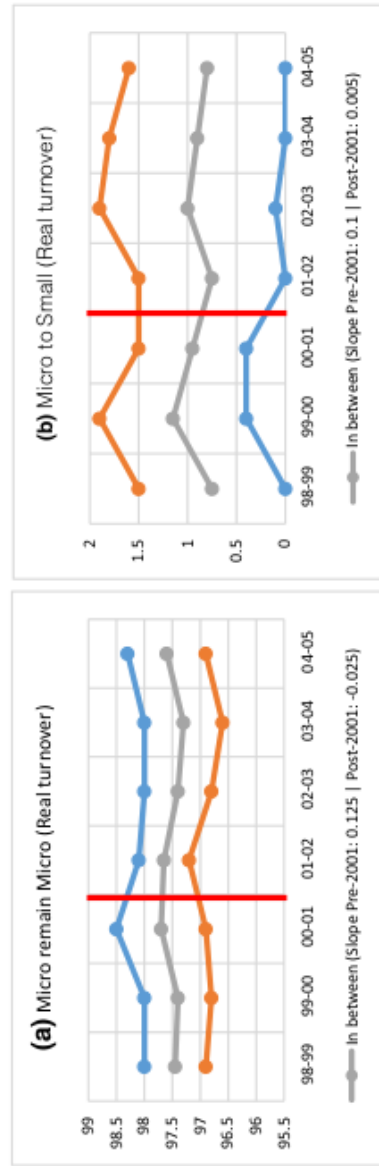 (a) Micro remain Micro (Real turnover)
99
98.5
98
97.5
97
96.5
96
95.5
98-99 99-00 00-01 01-02 02-03 03-04 04-05
In between (Slope Pre-2001: 0.125 | Post-2001: -0.025)
(b) Micro to Small (Real turnover)
2
1.5
1
0.5
0
98-99 99-00 00-01 01-02 02-03 03-04 04-05
In between (Slope Pre-2001: 0.1 | Post-2001: 0.005)